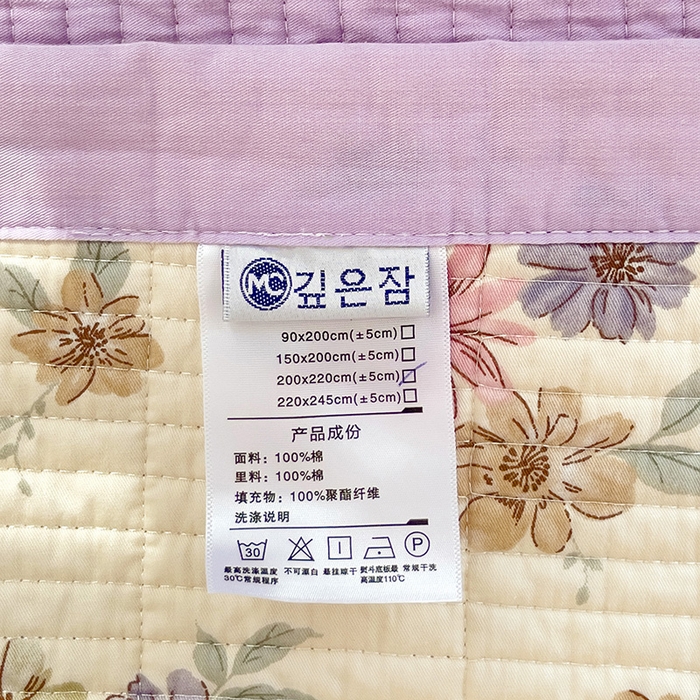 MC 깊은잠
90x200cm(±5cm)
150x200cm(±5cm)
200x220cm(±5cm)
220x245cm(±5cm)
产品成份
面料：100%棉
里料：100%棉
填充物：100%聚酯纤维
洗涤说明
30 P
最高洗涤温度 不可漂白 悬挂晾干 熨斗底板最 常规干洗
30℃常规程序 高温度110℃